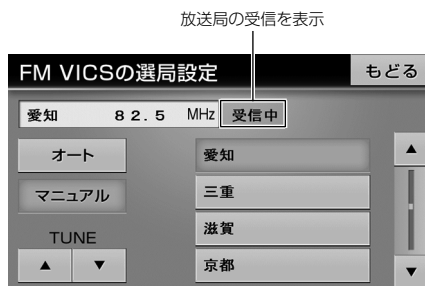 放送局の受信を表示
FM VICSの選局設定 もどる
愛知 82.5 MHz 受信中
オート 愛知 ▲
マニュアル 三重
TUNE 滋賀
▲ ▼ 京都 ▼